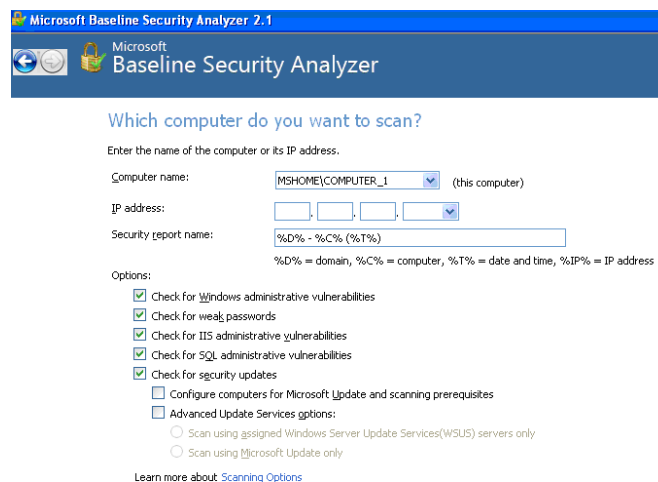 Microsoft Baseline Security Analyzer 2.1
Microsoft
Baseline Security Analyzer
Which computer do you want to scan?
Enter the name of the computer or its IP address.
Computer name:
MSHOME\COMPUTER_1
(this computer)
IP address:
. . .
Security report name:
%D% - %C% (%T%)
%D% = domain, %C% = computer, %T% = date and time, %IP% = IP address
Options:
Check for Windows administrative vulnerabilities
Check for weak passwords
Check for IIS administrative vulnerabilities
Check for SQL administrative vulnerabilities
Check for security updates
Configure computers for Microsoft Update and scanning prerequisites
Advanced Update Services options:
Scan using assigned Windows Server Update Services(WSUS) servers only
Scan using Microsoft Update only
Learn more about Scanning Options